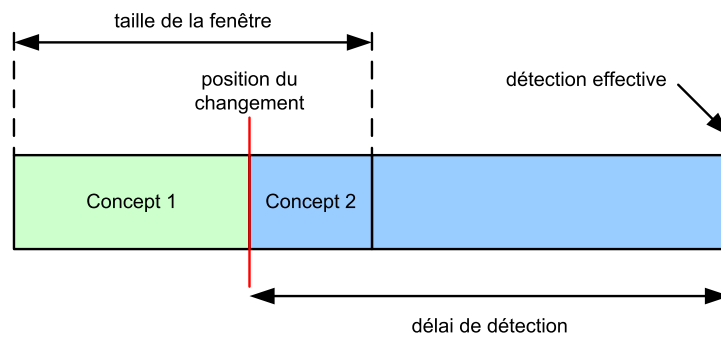 taille de la fenêtre
position du
changement
détection effective
Concept 1
Concept 2
délai de détection